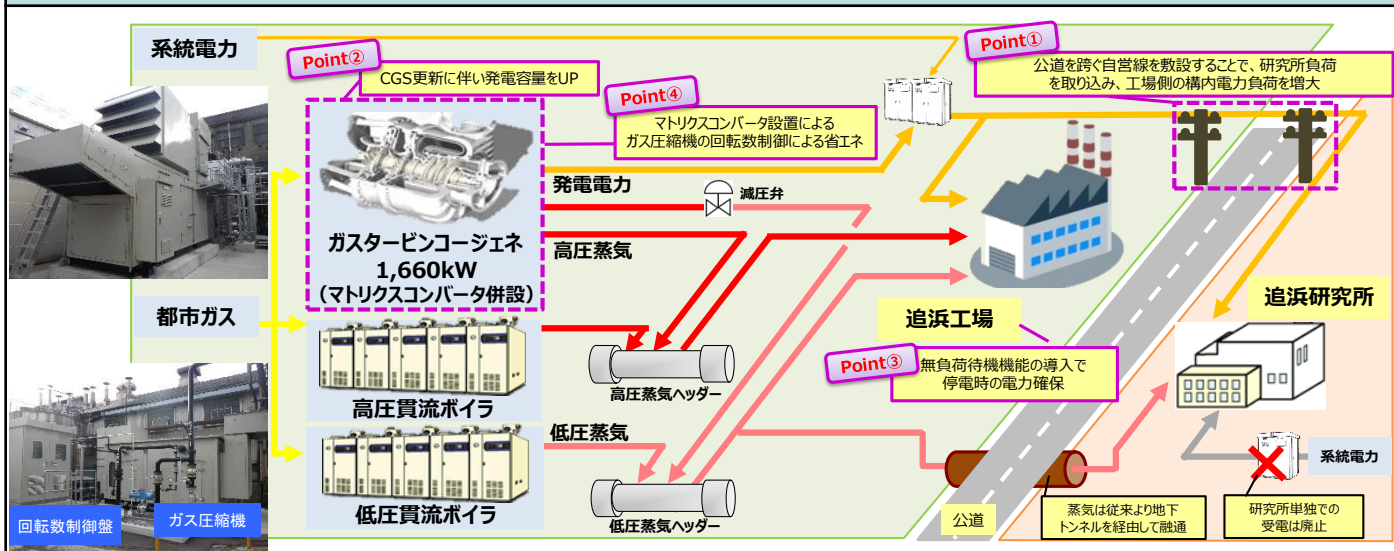 系統電力
Point②
CGS更新に伴い発電容量をUP
Point④
マトリクスコンバータ設置による
ガス圧縮機の回転数制御による省エネ
Point①
公道を跨ぐ自営線を敷設することで、研究所負荷
を取り込み、工場側の構内電力負荷を増大
発電電力
減圧弁
ガスタービンコージェネ
1,660kW
（マトリクスコンバータ併設）
高圧蒸気
都市ガス
追浜工場
追浜研究所
Point③
無負荷待機機能の導入で
停電時の電力確保
高圧蒸気ヘッダー
高圧貫流ボイラ
低圧蒸気
系統電力
低圧貫流ボイラ
低圧蒸気ヘッダー
公道
蒸気は従来より地下
トンネルを経由して融通
研究所単独での
受電は廃止
回転数制御盤
ガス圧縮機